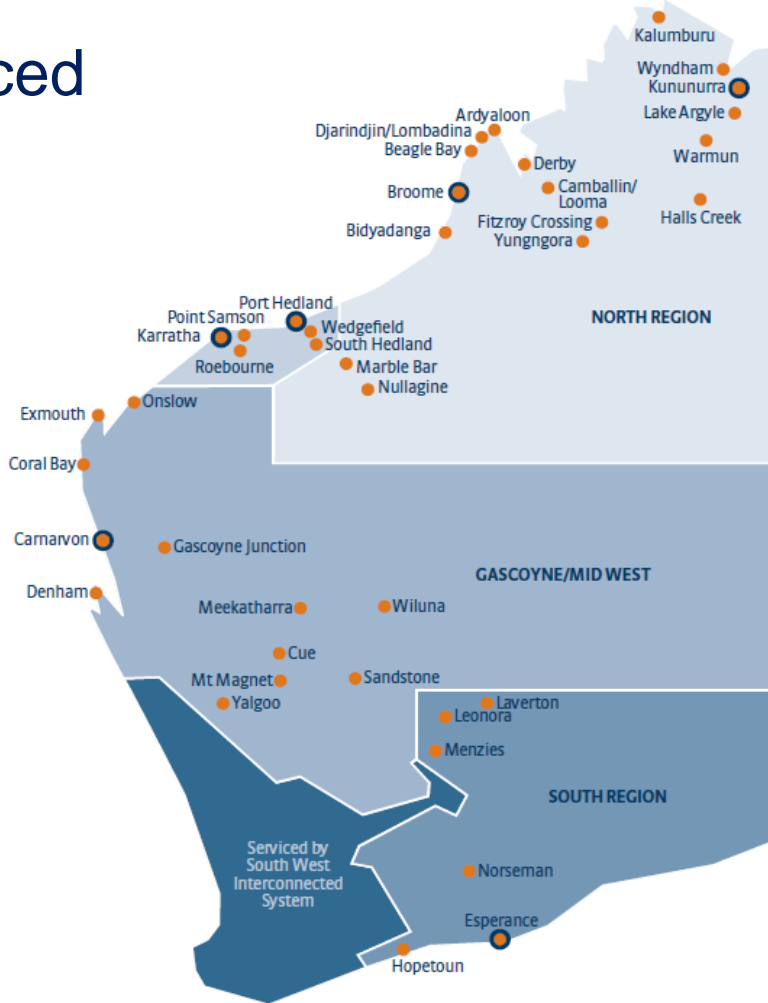 ced
Kalumburu
Wyndham
Kununurra
Lake Argyle
Ardyaloon
Djarindjin/Lombadina
Beagle Bay
Warmun
Derby
Broome
Camballin/
Looma
Halls Creek
Fitzroy Crossing
Bidyadanga
Yungngora
Port Hedland
Point Samson
NORTH REGION
Karratha
Wedgefield
South Hedland
Roebourne
Marble Bar
Nullagine
Onslow
Exmouth
Coral Bay
Carnarvon
Gascoyne Junction
GASCOYNE/MID WEST
Denham
Meekatharra
Wiluna
Cue
Mt Magnet
Sandstone
Yalgoo
Laverton
Leonora
Menzies
SOUTH REGION
Serviced by
South West
Interconnected
System
Norseman
Esperance
Hopetoun